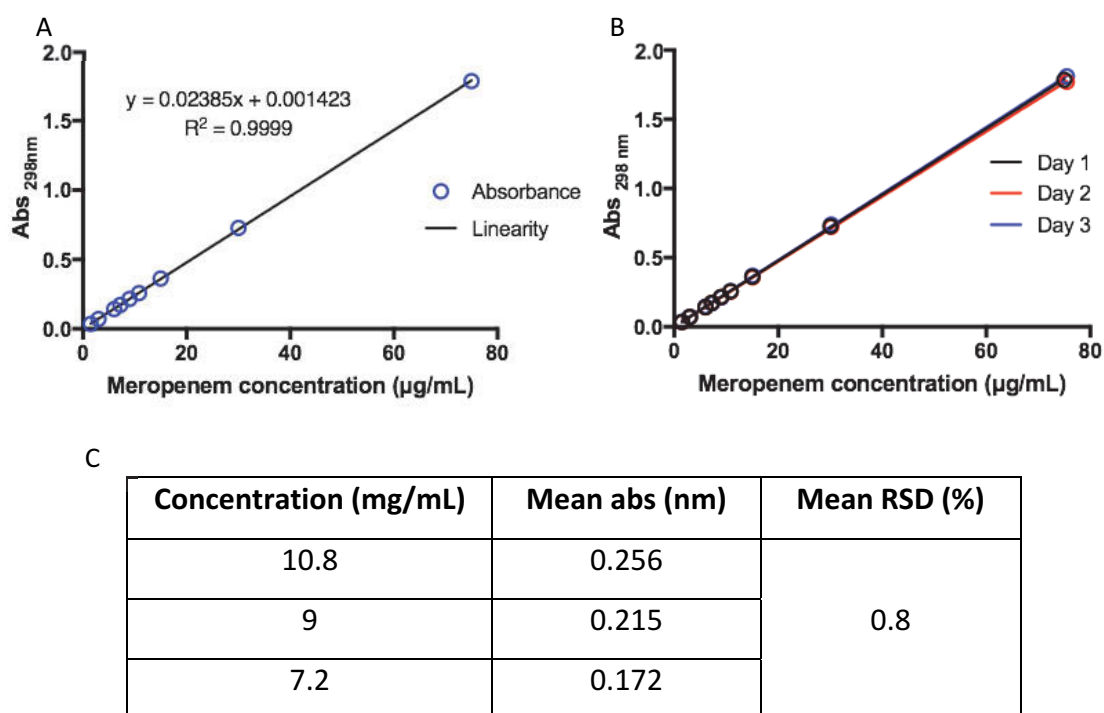 A
2.0
1.5
1.0
0.5
0.0
y = 0.02385x + 0.001423
R² = 0.9999
Absorbance
Linearity
Abs 298nm
0 20 40 60 80
Meropenem concentration (µg/mL)
B
2.0
1.5
1.0
0.5
0.0
Day 1
Day 2
Day 3
Abs 298 nm
0 20 40 60 80
Meropenem concentration (µg/mL)
C
Concentration (mg/mL) Mean abs (nm) Mean RSD (%)
10.8 0.256
9 0.215 0.8
7.2 0.172